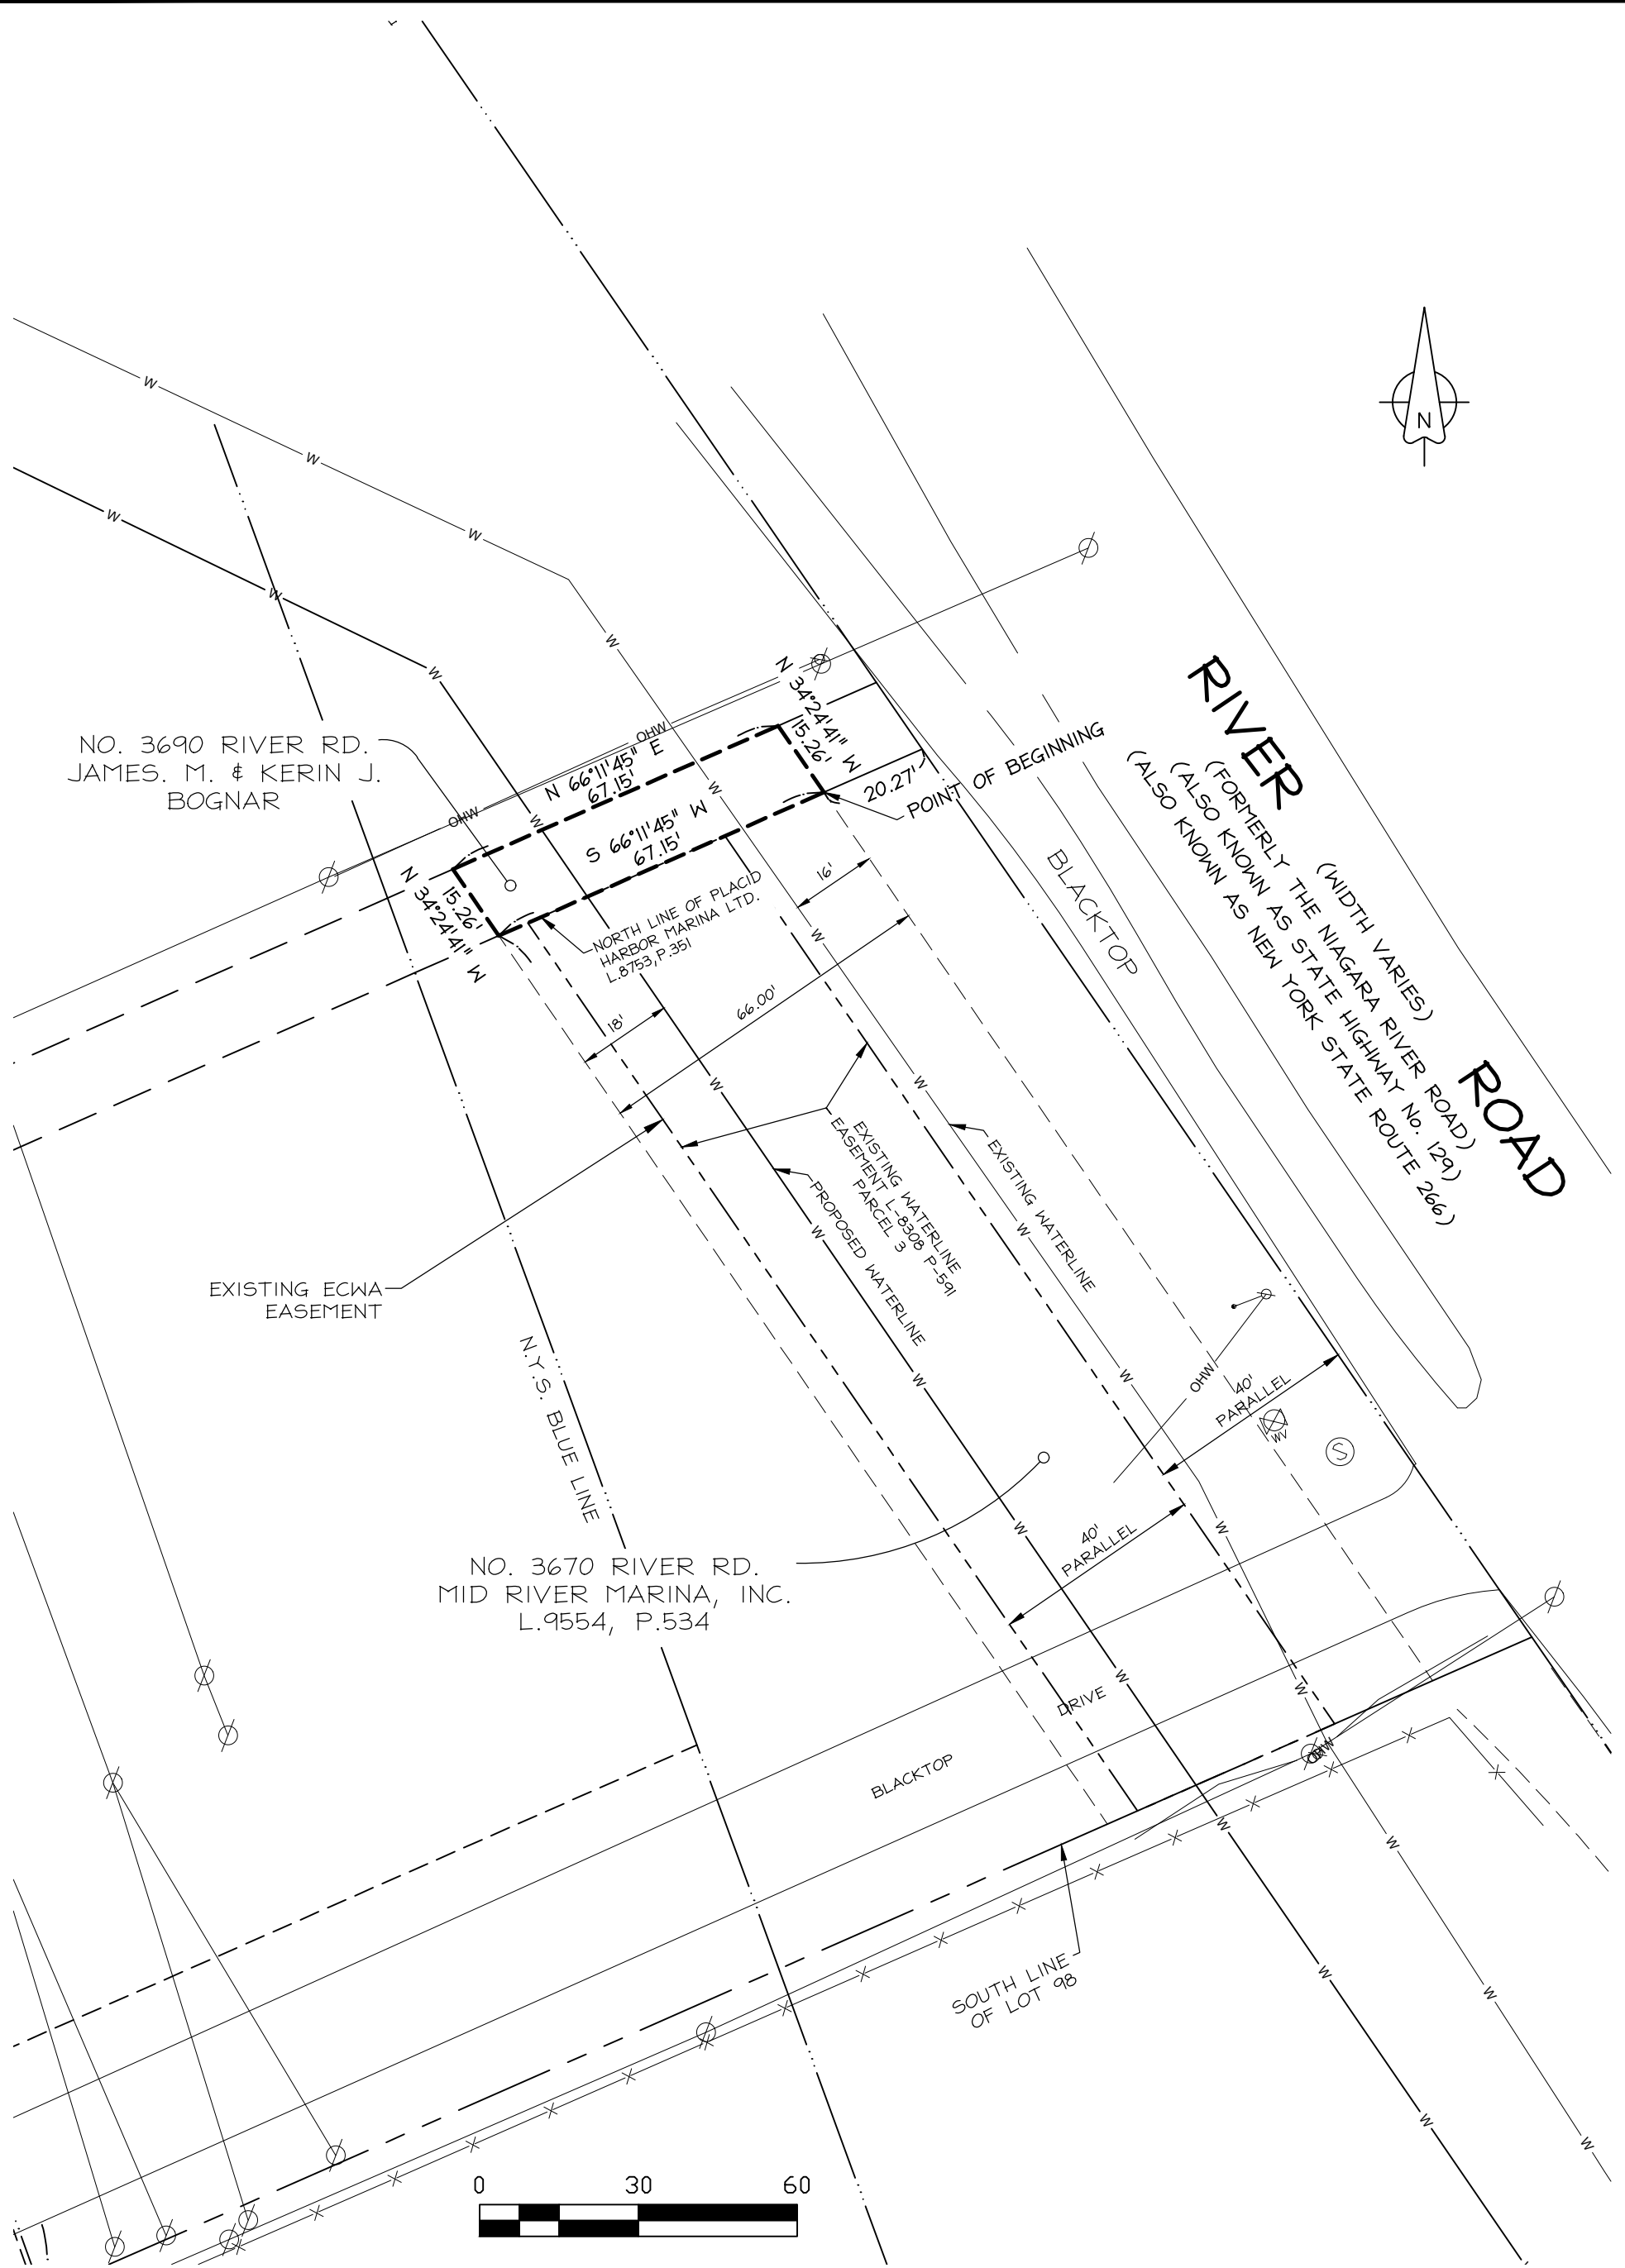 N
NO. 3690 RIVER RD.
JAMES. M. & KERIN J.
BOGNAR
W
W
W
W
W
W
W
OHW
OHW
N 66°11'45" E
67.15'
N 34°24'41" W
15.26'
S 66°11'45" W
67.15'
N 34°24'41" W
15.26'
20.27'
POINT OF BEGINNING
NORTH LINE OF PLACID
HARBOR MARINA LTD.
L.8753,P.351
16'
66.00'
18'
RIVER ROAD
(WIDTH VARIES)
(FORMERLY THE NIAGARA RIVER ROAD)
(ALSO KNOWN AS STATE HIGHWAY No. 129)
(ALSO KNOWN AS NEW YORK STATE ROUTE 266)
BLACKTOP
EXISTING WATERLINE
EASEMENT L-8308 P-591
PARCEL 3
EXISTING WATERLINE
PROPOSED WATERLINE
EXISTING ECWA
EASEMENT
N.Y.S. BLUE LINE
OHW
40'
PARALLEL
WV
S
40'
PARALLEL
NO. 3670 RIVER RD.
MID RIVER MARINA, INC.
L.9554, P.534
DRIVE
BLACKTOP
OHW
SOUTH LINE
OF LOT 98
0 30 60